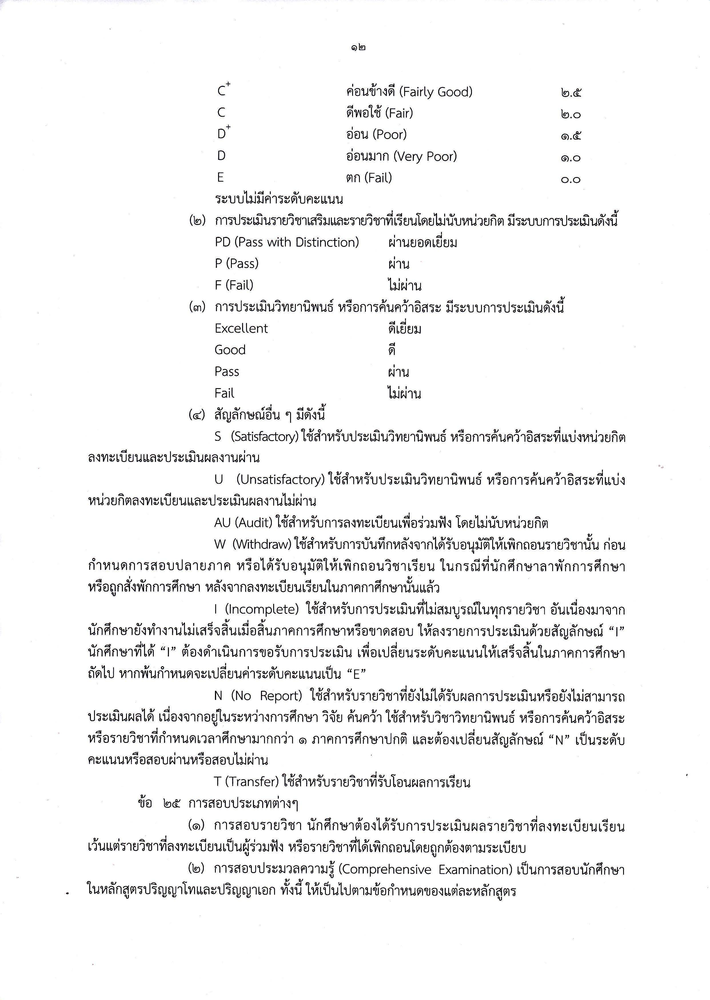 ๑๒
C⁺ ค่อนข้างดี (Fairly Good) ๒.๕
C ดีพอใช้ (Fair) ๒.๐
D⁺ อ่อน (Poor) ๑.๕
D อ่อนมาก (Very Poor) ๑.๐
E ตก (Fail) ๐.๐
ระบบไม่มีค่าระดับคะแนน
(๒) การประเมินรายวิชาเสริมและรายวิชาที่เรียนโดยไม่นับหน่วยกิต มีระบบการประเมินดังนี้
PD (Pass with Distinction) ผ่านยอดเยี่ยม
P (Pass) ผ่าน
F (Fail) ไม่ผ่าน
(๓) การประเมินวิทยานิพนธ์ หรือการค้นคว้าอิสระ มีระบบการประเมินดังนี้
Excellent ดีเยี่ยม
Good ดี
Pass ผ่าน
Fail ไม่ผ่าน
(๔) สัญลักษณ์อื่น ๆ มีดังนี้
S (Satisfactory) ใช้สำหรับประเมินวิทยานิพนธ์ หรือการค้นคว้าอิสระที่แบ่งหน่วยกิต
ลงทะเบียนและประเมินผลงานผ่าน
U (Unsatisfactory) ใช้สำหรับประเมินวิทยานิพนธ์ หรือการค้นคว้าอิสระที่แบ่ง
หน่วยกิตลงทะเบียนและประเมินผลงานไม่ผ่าน
AU (Audit) ใช้สำหรับการลงทะเบียนเพื่อร่วมฟัง โดยไม่นับหน่วยกิต
W (Withdraw) ใช้สำหรับการบันทึกหลังจากได้รับอนุมัติให้เพิกถอนรายวิชานั้น ก่อน
กำหนดการสอบปลายภาค หรือได้รับอนุมัติให้เพิกถอนวิชาเรียน ในกรณีที่นักศึกษาลาพักการศึกษา
หรือถูกสั่งพักการศึกษา หลังจากลงทะเบียนเรียนในภาคกาศึกษานั้นแล้ว
I (Incomplete) ใช้สำหรับการประเมินที่ไม่สมบูรณ์ในทุกรายวิชา อันเนื่องมาจาก
นักศึกษายังทำงานไม่เสร็จสิ้นเมื่อสิ้นภาคการศึกษาหรือขาดสอบ ให้ลงรายการประเมินด้วยสัญลักษณ์ “I”
นักศึกษาที่ได้ “I” ต้องดำเนินการขอรับการประเมิน เพื่อเปลี่ยนระดับคะแนนให้เสร็จสิ้นในภาคการศึกษา
ถัดไป หากพ้นกำหนดจะเปลี่ยนค่าระดับคะแนนเป็น “E”
N (No Report) ใช้สำหรับรายวิชาที่ยังไม่ได้รับผลการประเมินหรือยังไม่สามารถ
ประเมินผลได้ เนื่องจากอยู่ในระหว่างการศึกษา วิจัย ค้นคว้า ใช้สำหรับวิชาวิทยานิพนธ์ หรือการค้นคว้าอิสระ
หรือรายวิชาที่กำหนดเวลาศึกษามากกว่า ๑ ภาคการศึกษาปกติ และต้องเปลี่ยนสัญลักษณ์ “N” เป็นระดับ
คะแนนหรือสอบผ่านหรือสอบไม่ผ่าน
T (Transfer) ใช้สำหรับรายวิชาที่รับโอนผลการเรียน
ข้อ ๒๕ การสอบประเภทต่างๆ
(๑) การสอบรายวิชา นักศึกษาต้องได้รับการประเมินผลรายวิชาที่ลงทะเบียนเรียน
เว้นแต่รายวิชาที่ลงทะเบียนเป็นผู้ร่วมฟัง หรือรายวิชาที่ได้เพิกถอนโดยถูกต้องตามระเบียบ
(๒) การสอบประมวลความรู้ (Comprehensive Examination) เป็นการสอบนักศึกษา
ในหลักสูตรปริญญาโทและปริญญาเอก ทั้งนี้ ให้เป็นไปตามข้อกำหนดของแต่ละหลักสูตร